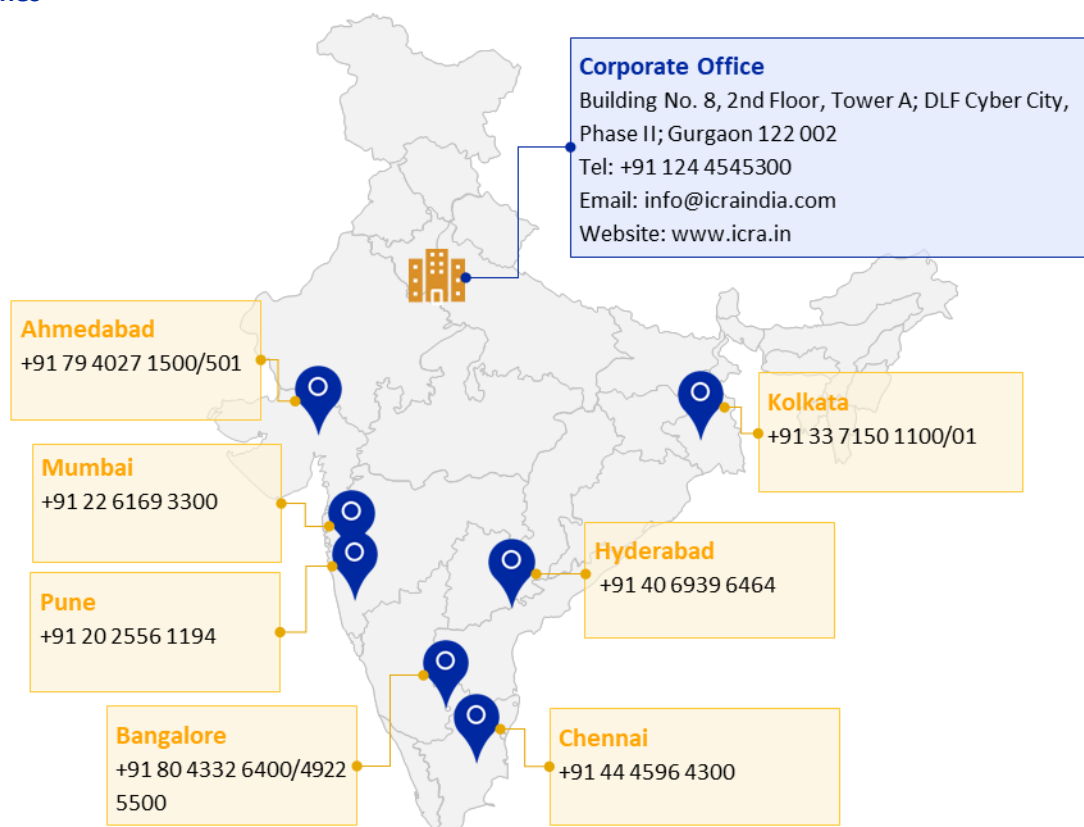 Corporate Office
Building No. 8, 2nd Floor, Tower A; DLF Cyber City,
Phase II; Gurgaon 122 002
Tel: +91 124 4545300
Email: info@icraindia.com
Website: www.icra.in
Ahmedabad
+91 79 4027 1500/501
Kolkata
+91 33 7150 1100/01
Mumbai
+91 22 6169 3300
Hyderabad
+91 40 6939 6464
Pune
+91 20 2556 1194
Bangalore
+91 80 4332 6400/4922
5500
Chennai
+91 44 4596 4300